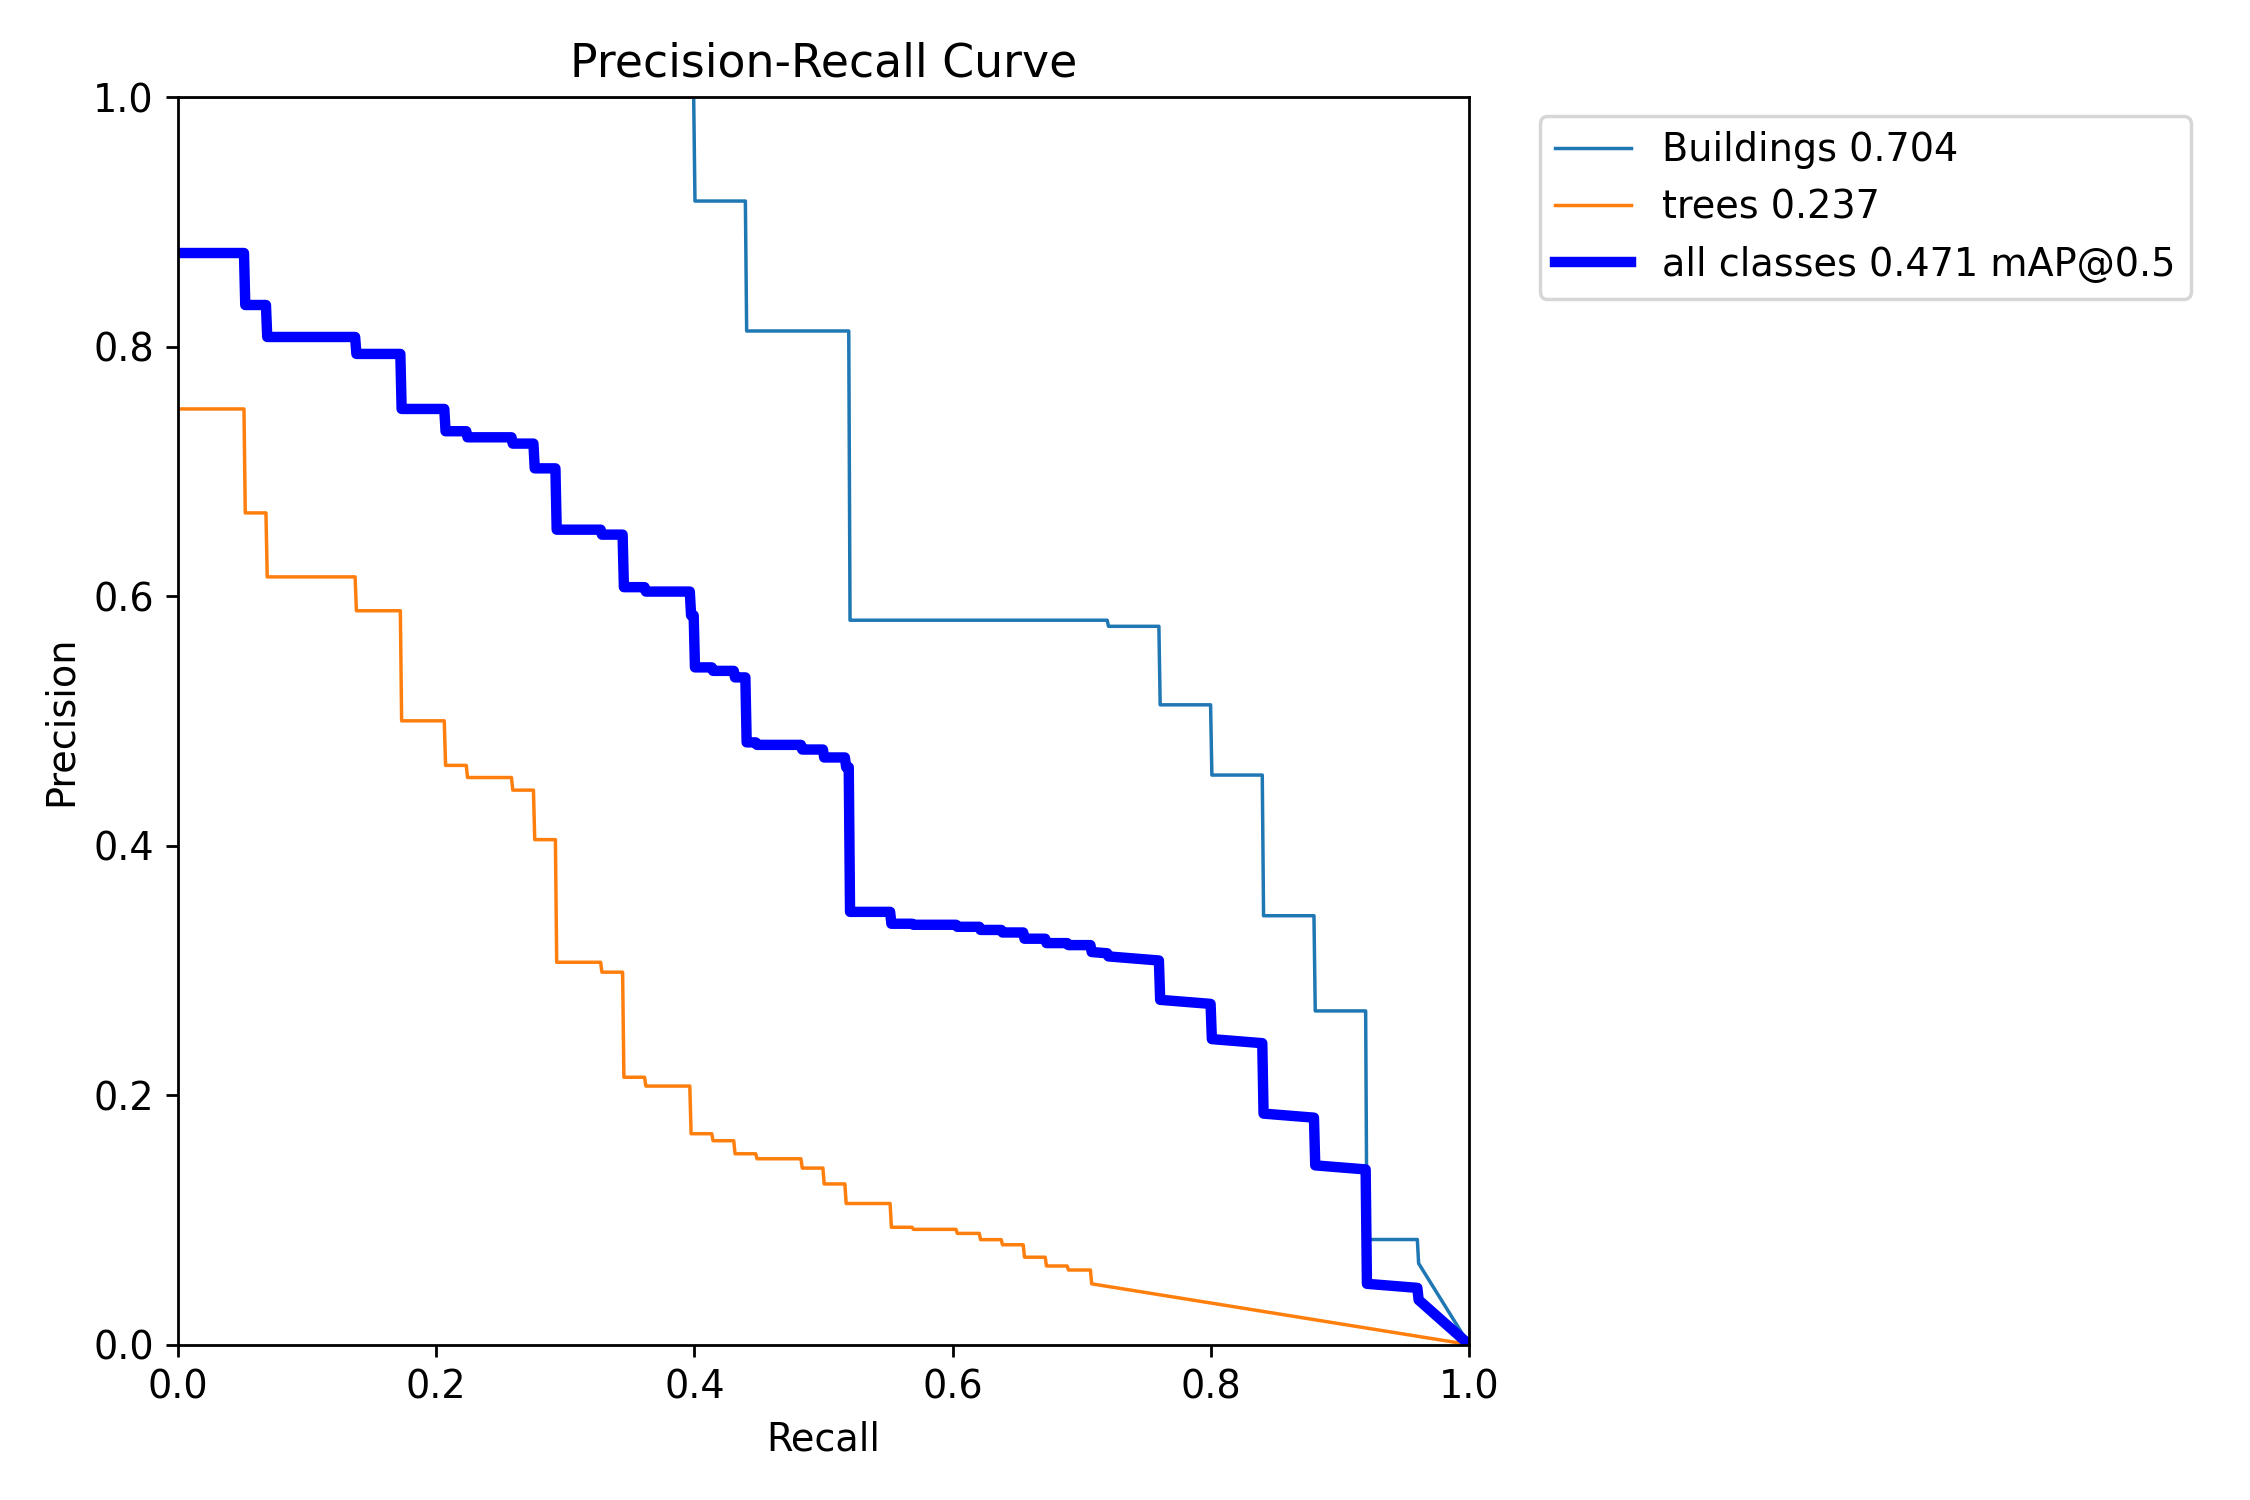 Precision-Recall Curve
1.0
0.8
0.6
0.4
0.2
0.0
Precision
0.0 0.2 0.4 0.6 0.8 1.0
Recall
Buildings 0.704
trees 0.237
all classes 0.471 mAP@0.5